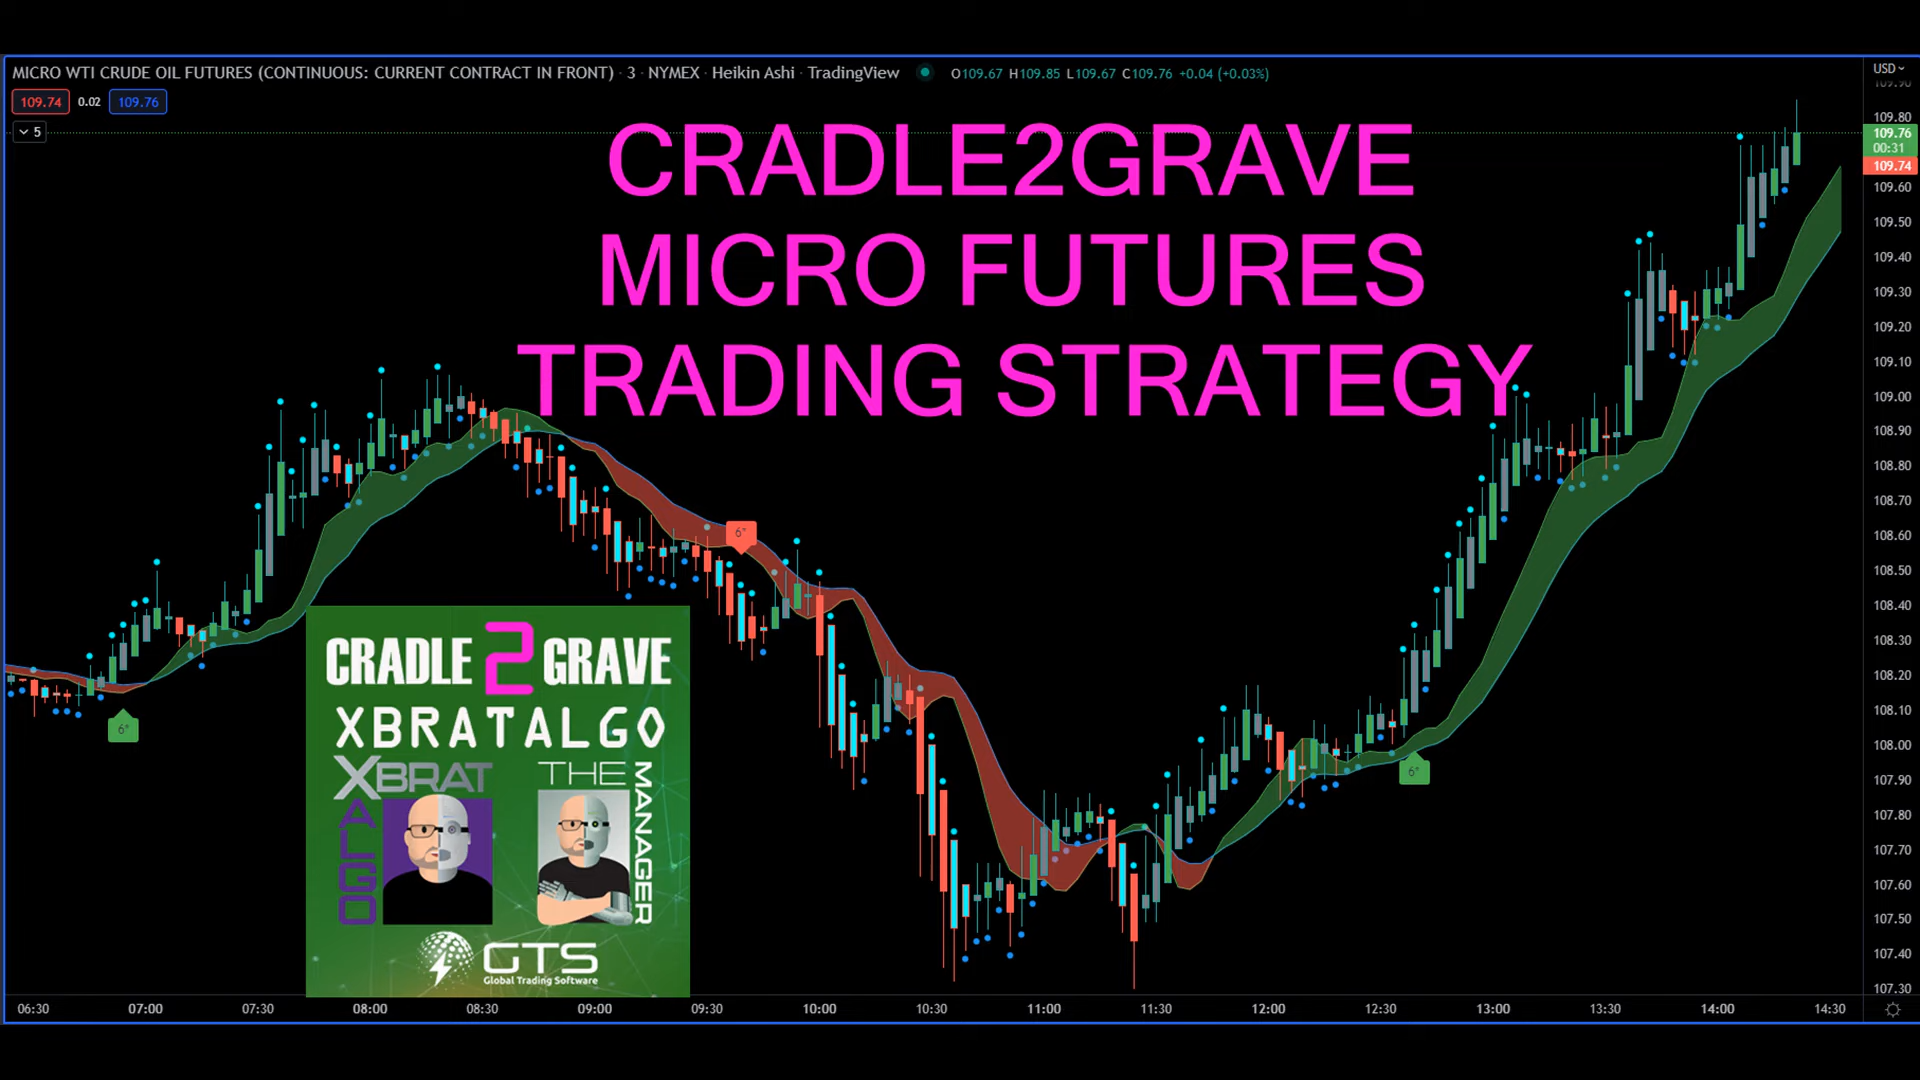 MICRO WTI CRUDE OIL FUTURES (CONTINUOUS: CURRENT CONTRACT IN FRONT) · 3 · NYMEX · Heikin Ashi · TradingView O109.67 H109.85 L109.67 C109.76 +0.04 (+0.03%)
USD
109.90
109.74 0.02 109.76
5
109.80
109.76
00:31
109.74
109.60
109.50
109.40
109.30
109.20
109.10
109.00
108.90
108.80
108.70
108.60
108.50
108.40
108.30
108.20
108.10
108.00
107.90
107.80
107.70
107.60
107.50
107.40
107.30
CRADLE2GRAVE
MICRO FUTURES
TRADING STRATEGY
6"
6"
6"
CRADLE 2 GRAVE
XBRATALGO
XBRAT
ALGO
THE
MANAGER
GTS
Global Trading Software
06:30 07:00 07:30 08:00 08:30 09:00 09:30 10:00 10:30 11:00 11:30 12:00 12:30 13:00 13:30 14:00 14:30